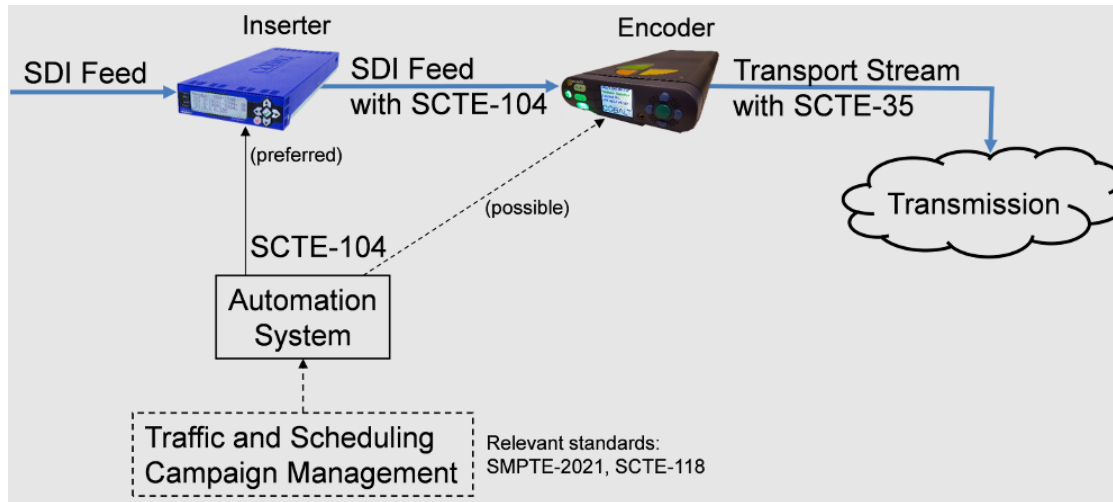 Inserter
Encoder
SDI Feed
SDI Feed
with SCTE-104
Transport Stream
with SCTE-35
(preferred)
(possible)
Transmission
SCTE-104
Automation
System
Traffic and Scheduling
Campaign Management
Relevant standards:
SMPTE-2021, SCTE-118
COBALT